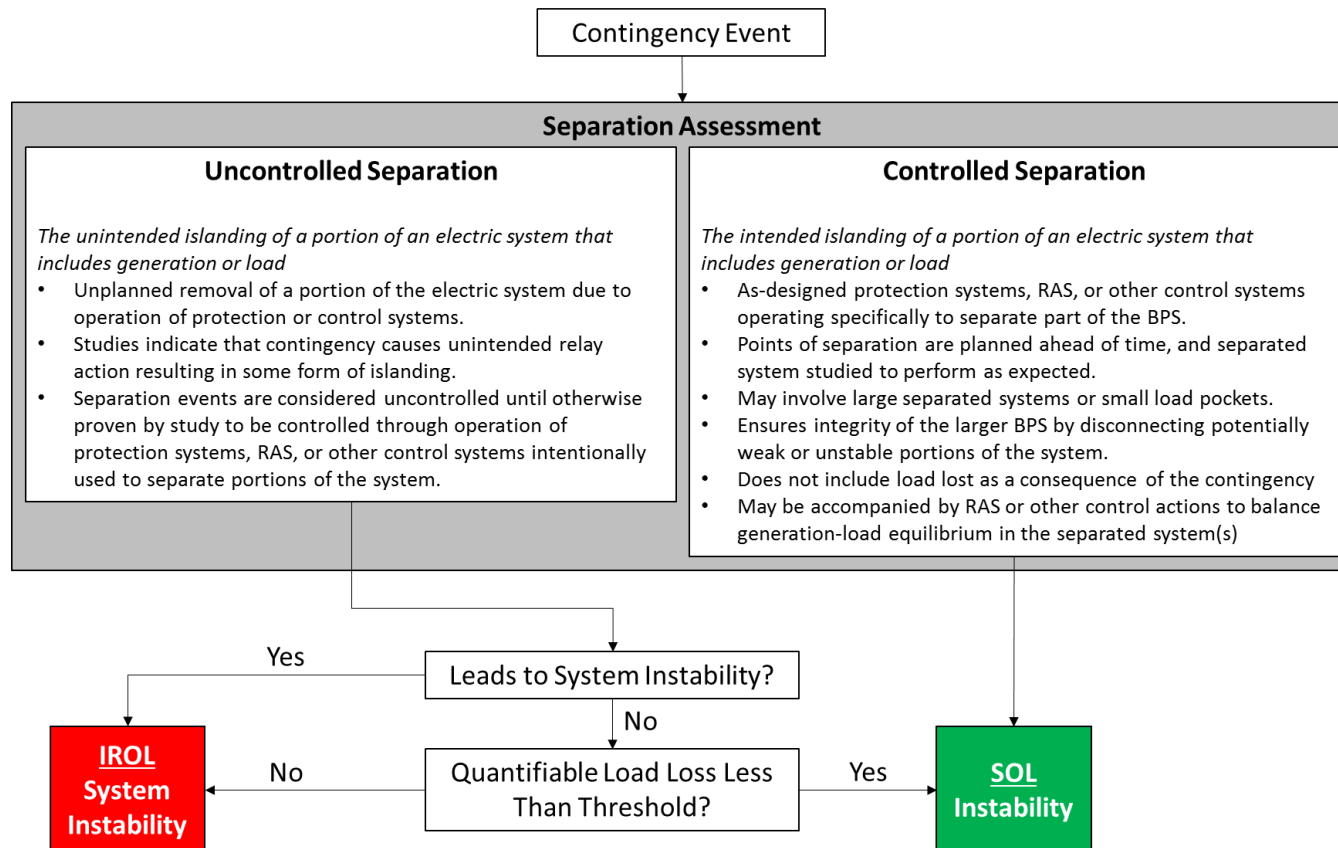 Contingency Event
Separation Assessment
Uncontrolled Separation
The unintended islanding of a portion of an electric system that
includes generation or load
• Unplanned removal of a portion of the electric system due to
operation of protection or control systems.
• Studies indicate that contingency causes unintended relay
action resulting in some form of islanding.
• Separation events are considered uncontrolled until otherwise
proven by study to be controlled through operation of
protection systems, RAS, or other control systems intentionally
used to separate portions of the system.
Controlled Separation
The intended islanding of a portion of an electric system that
includes generation or load
• As-designed protection systems, RAS, or other control systems
operating specifically to separate part of the BPS.
• Points of separation are planned ahead of time, and separated
system studied to perform as expected.
• May involve large separated systems or small load pockets.
• Ensures integrity of the larger BPS by disconnecting potentially
weak or unstable portions of the system.
• Does not include load lost as a consequence of the contingency
• May be accompanied by RAS or other control actions to balance
generation-load equilibrium in the separated system(s)
Yes
Leads to System Instability?
No
IROL
System
Instability
No
Quantifiable Load Loss Less
Than Threshold?
Yes
SOL
Instability